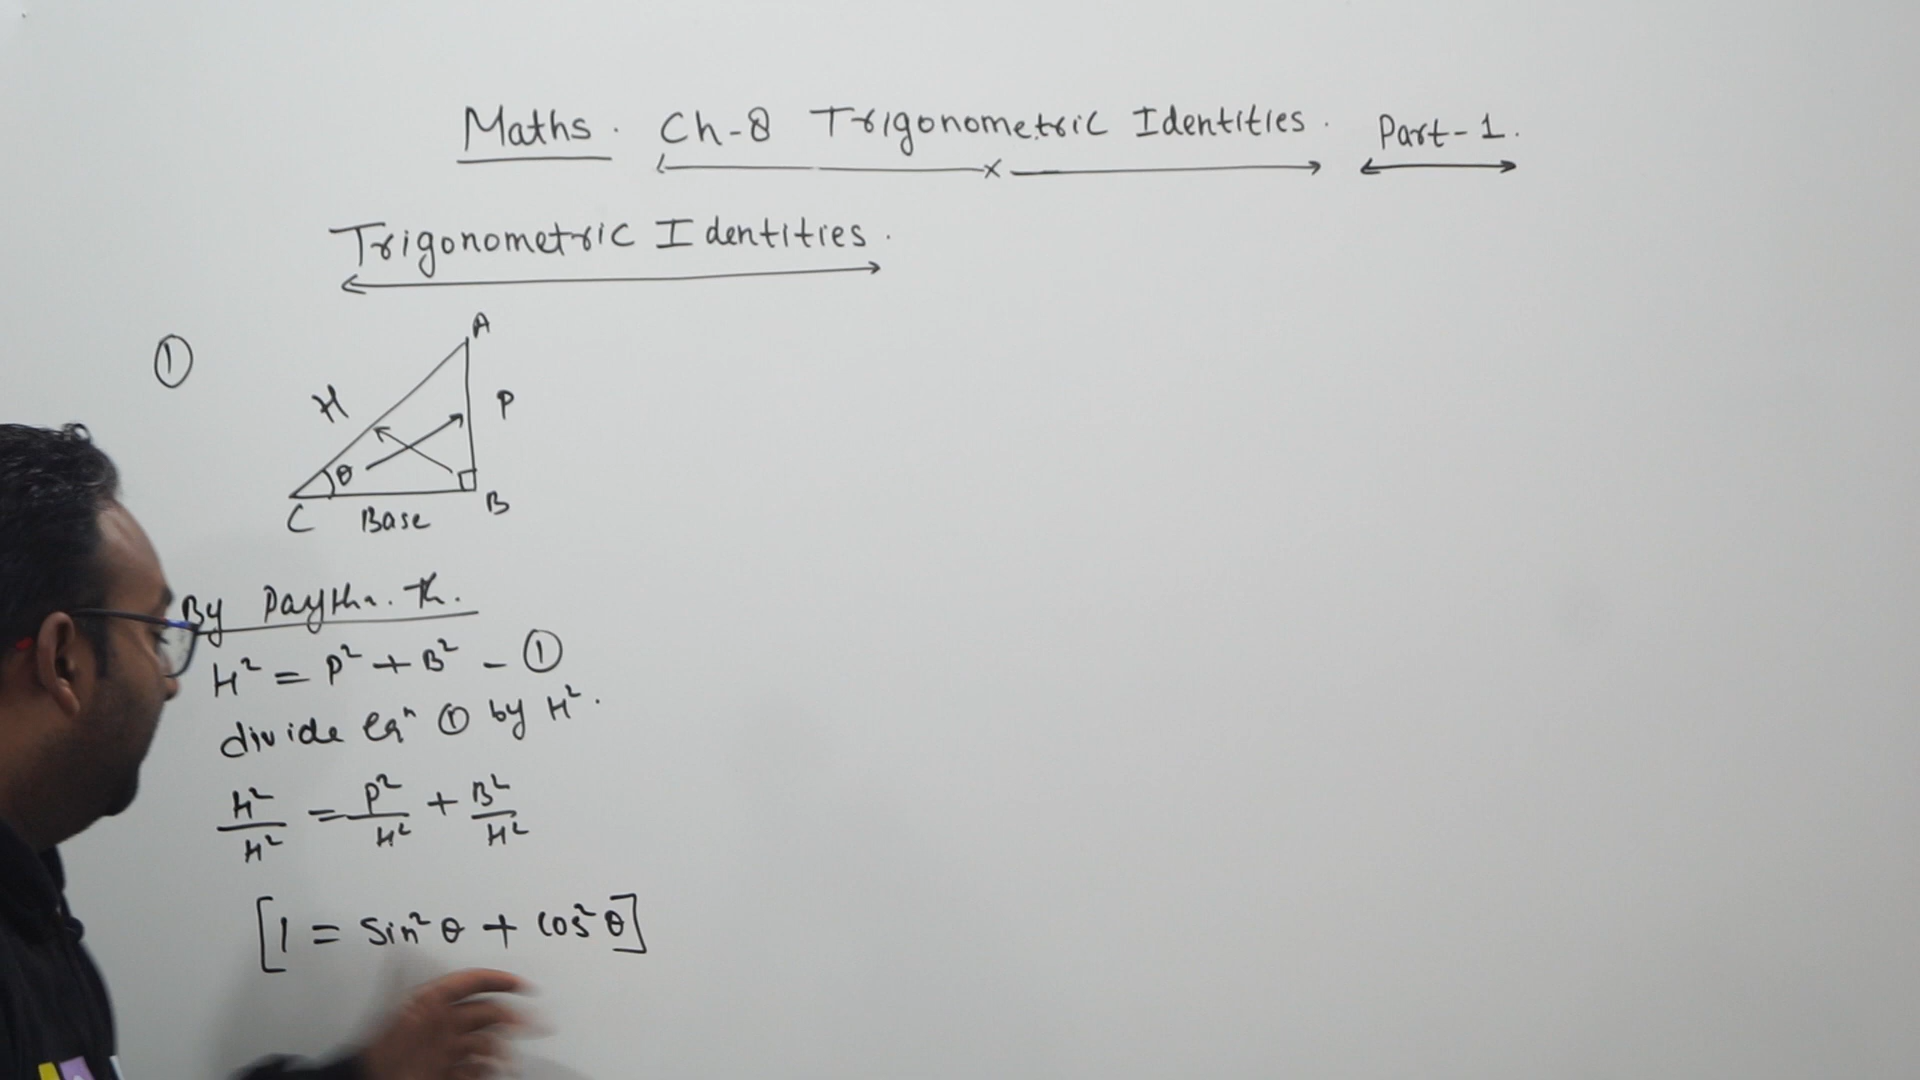 Maths. Ch-8 Trigonometric Identities. Part-1.
Trigonometric Identities.
①
A
H P
θ
C Base B
By Paytha. Th.
H² = P² + B² - ①
divide eqⁿ ① by H².
H²/H² = P²/H² + B²/H²
[1 = Sin²θ + Cos²θ]